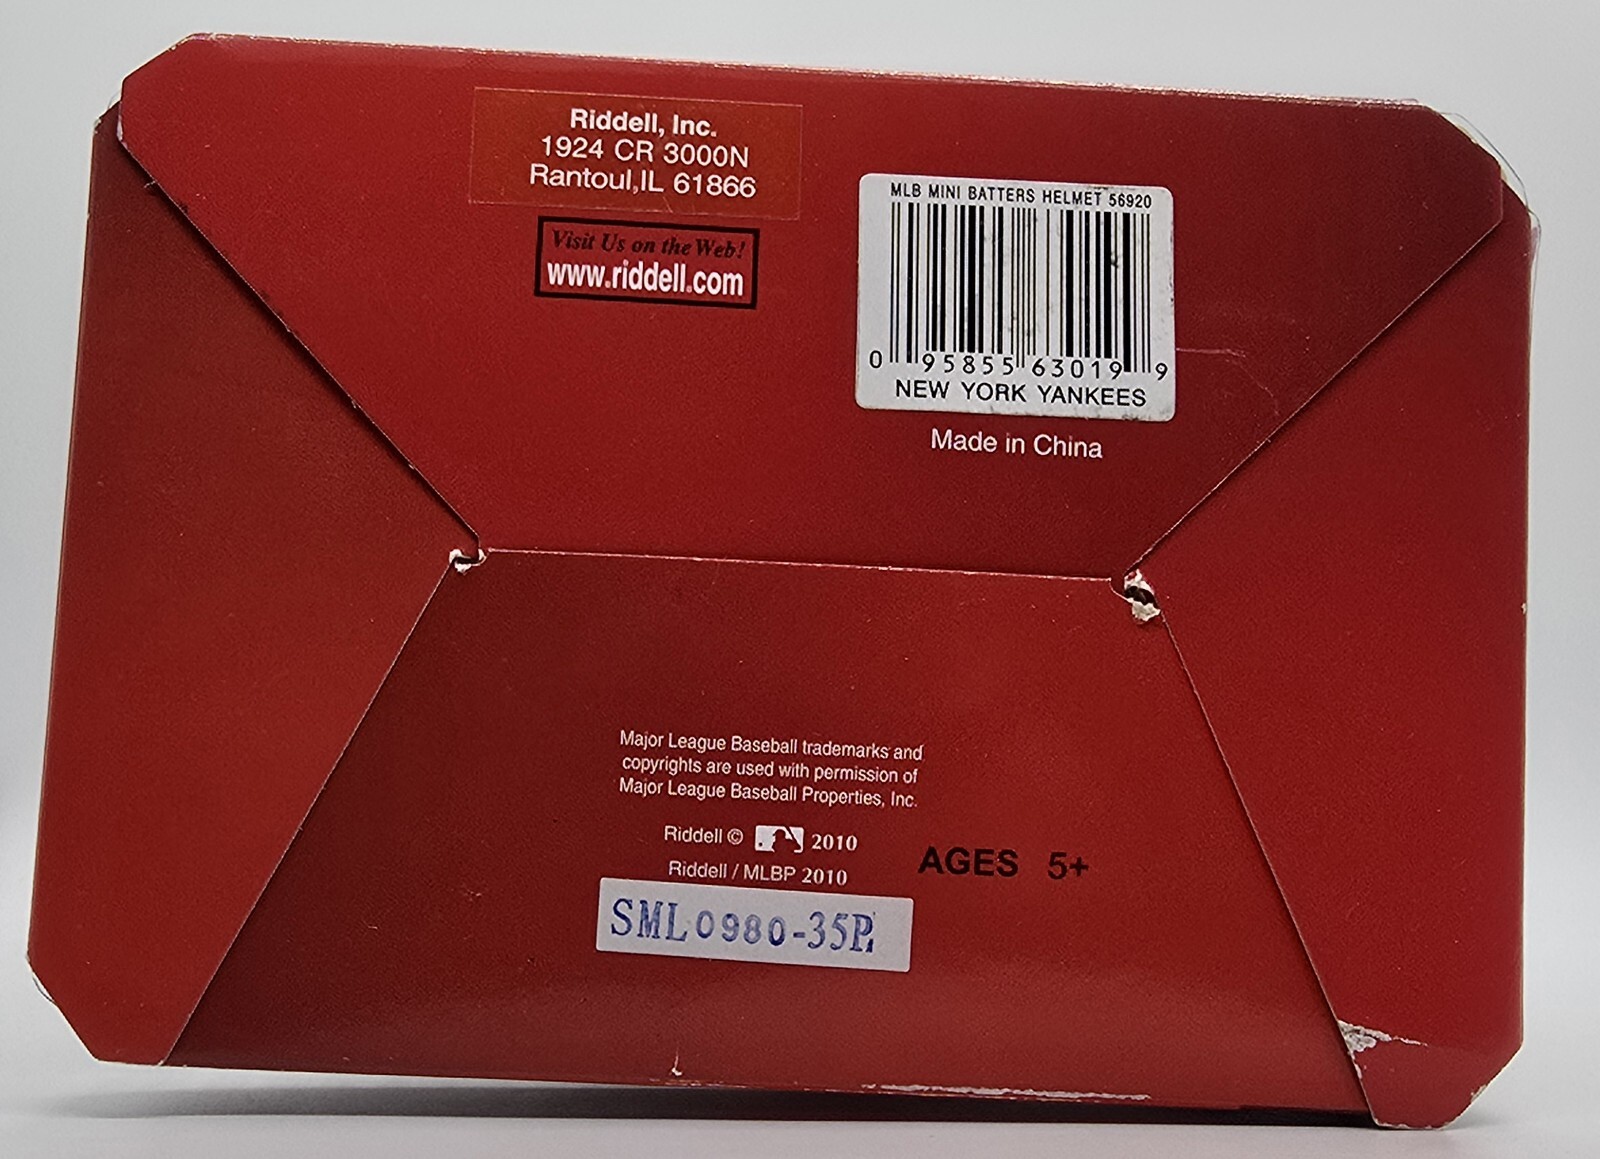 Riddell, Inc.
1924 CR 3000N
Rantoul,IL 61866
Visit Us on the Web!
www.riddell.com
MLB MINI BATTERS HELMET 56920
0 95855 63019 9
NEW YORK YANKEES
Made in China
Major League Baseball trademarks and
copyrights are used with permission of
Major League Baseball Properties, Inc.
Riddell © 2010
Riddell / MLBP 2010
AGES 5+
SML0980-35P.